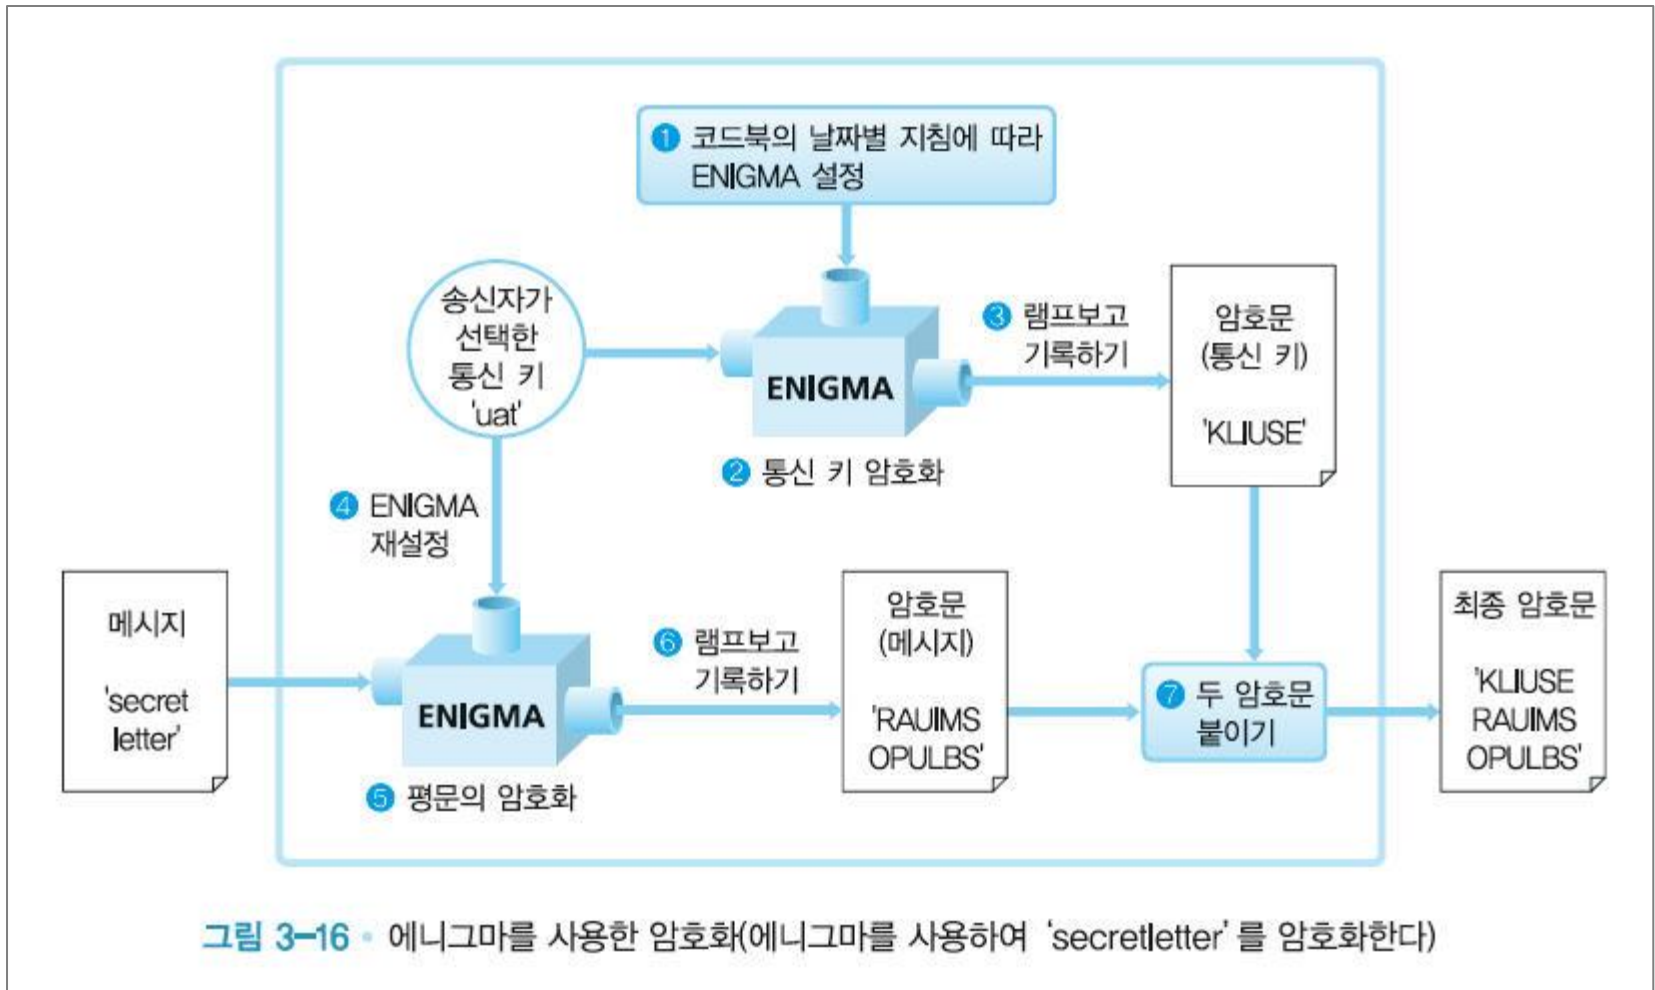 ❶ 코드북의 날짜별 지침에 따라
ENIGMA 설정
송신자가
선택한
통신 키
'uat'
ENIGMA
❷ 통신 키 암호화
❸ 램프보고
기록하기
암호문
(통신 키)
'KLIUSE'
❹ ENIGMA
재설정
메시지
'secret
letter'
ENIGMA
❺ 평문의 암호화
❻ 램프보고
기록하기
암호문
(메시지)
'RAUIMS
OPULBS'
❼ 두 암호문
붙이기
최종 암호문
'KLIUSE
RAUIMS
OPULBS'
그림 3-16 • 에니그마를 사용한 암호화(에니그마를 사용하여 'secretletter'를 암호화한다)